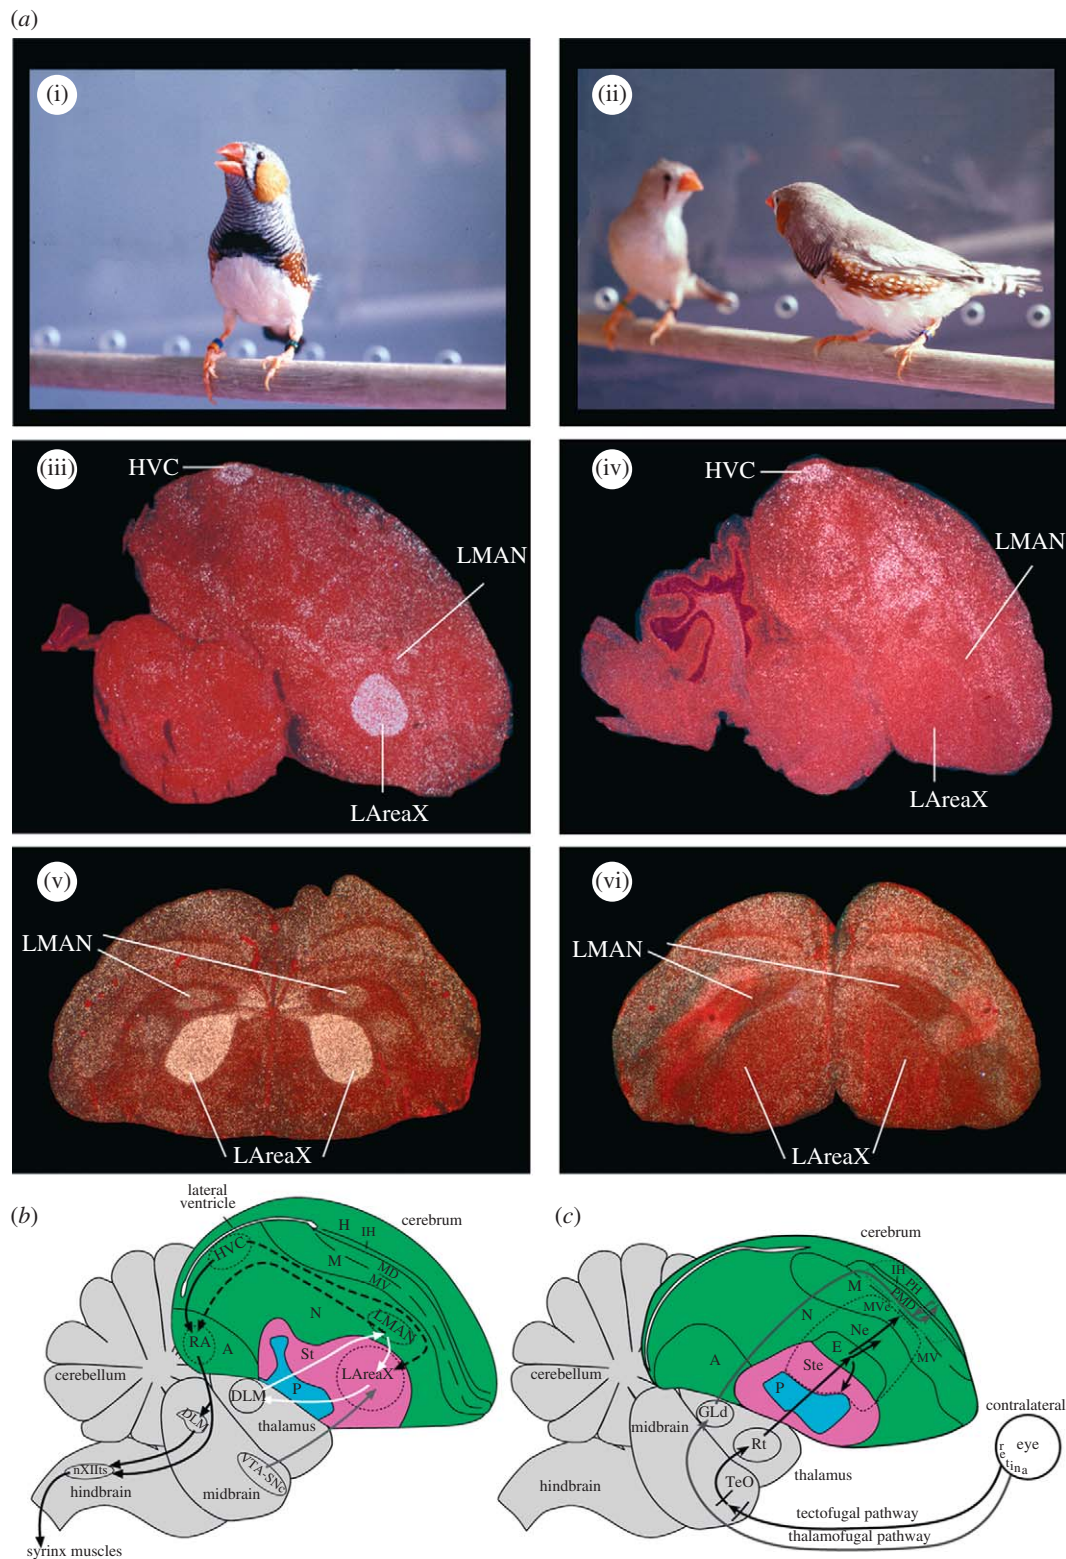 (a)
(i)
(ii)
(iii)
HVC
LMAN
LAreaX
(iv)
HVC
LMAN
LAreaX
(v)
LMAN
LAreaX
(vi)
LMAN
LAreaX
(b)
lateral
ventricle
cerebrum
H
IH
M
MD
MV
HVC
N
LMAN
RA
A
St
LAreaX
P
cerebellum
DLM
DLM
thalamus
VTA-SNc
nXIIts
hindbrain
midbrain
syrinx muscles
(c)
cerebrum
IH
PH
M
PMD
MVe
N
Ne
E
MV
A
Ste
P
cerebellum
GLd
midbrain
Rt
thalamus
TeO
hindbrain
contralateral
eye
retina
tectofugal pathway
thalamofugal pathway